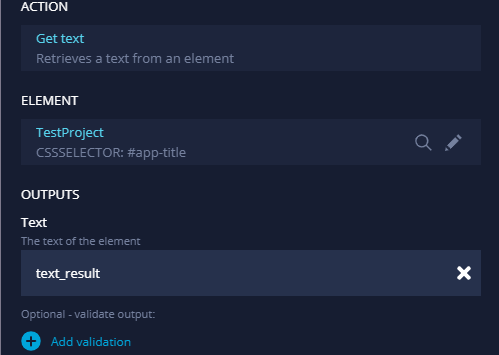 ACTION
Get text
Retrieves a text from an element
ELEMENT
TestProject
CSSSELECTOR: #app-title
OUTPUTS
Text
The text of the element
text_result
Optional - validate output:
Add validation